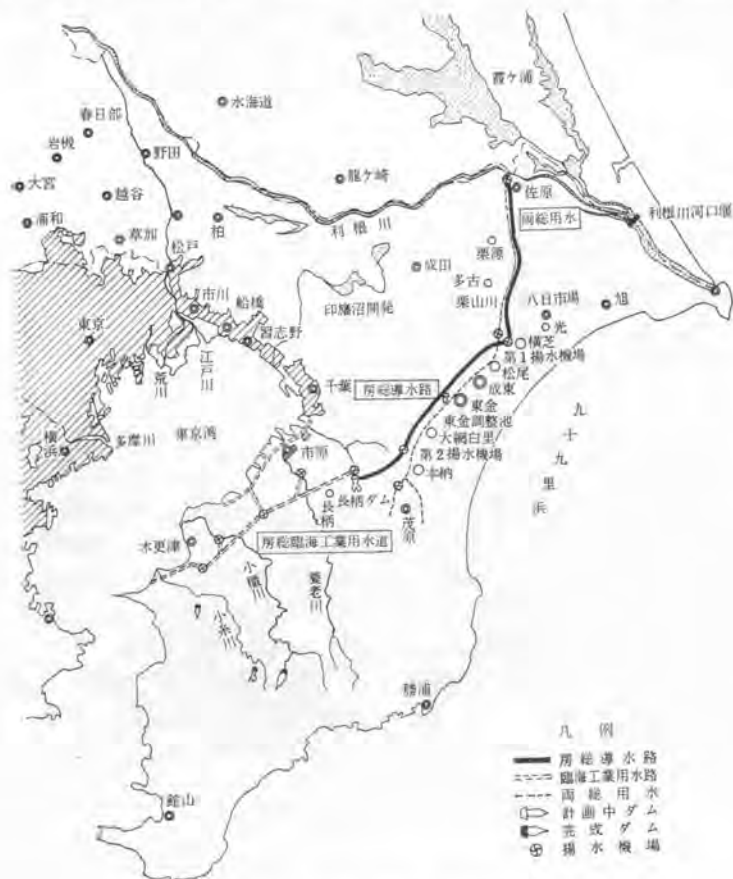 霞ケ浦
水海道
春日部
岩槻
野田
大宮
越谷
龍ケ崎
佐原
浦和
草加
柏
利根川
両総用水
利根川河口堰
松戸
栗源
成田
多古
印旛沼開発
栗山川
八日市場
旭
市川
船橋
光
東京
習志野
横芝
江戸川
第1揚水機場
松尾
荒川
千葉
房総導水路
成東
東金
東金調整池
九十九里浜
横浜
多摩川
東京湾
大網白里
市原
第2揚水機場
本納
長柄ダム
長柄
茂原
木更津
房総臨海工業用水道
小櫃川
養老川
小糸川
勝浦
館山
凡例
房総導水路
臨海工業用水路
両総用水
計画中ダム
完成ダム
揚水機場